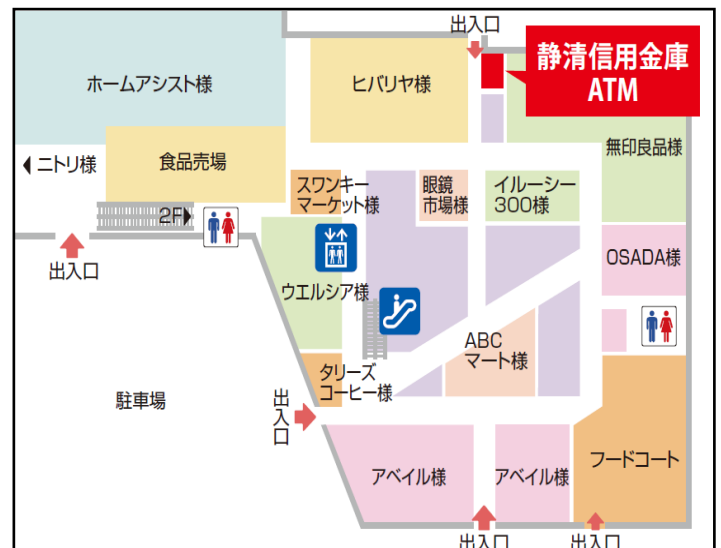 出入口
静清信用金庫
ATM
ホームアシスト様
ヒバリヤ様
無印良品様
ニトリ様
食品売場
スワンキー
マーケット様
眼鏡
市場様
イルーシー
300様
2F
出入口
OSADA様
ウエルシア様
ABC
マート様
タリーズ
コーヒー様
駐車場
出入口
アベイル様
アベイル様
フードコート
出入口
出入口